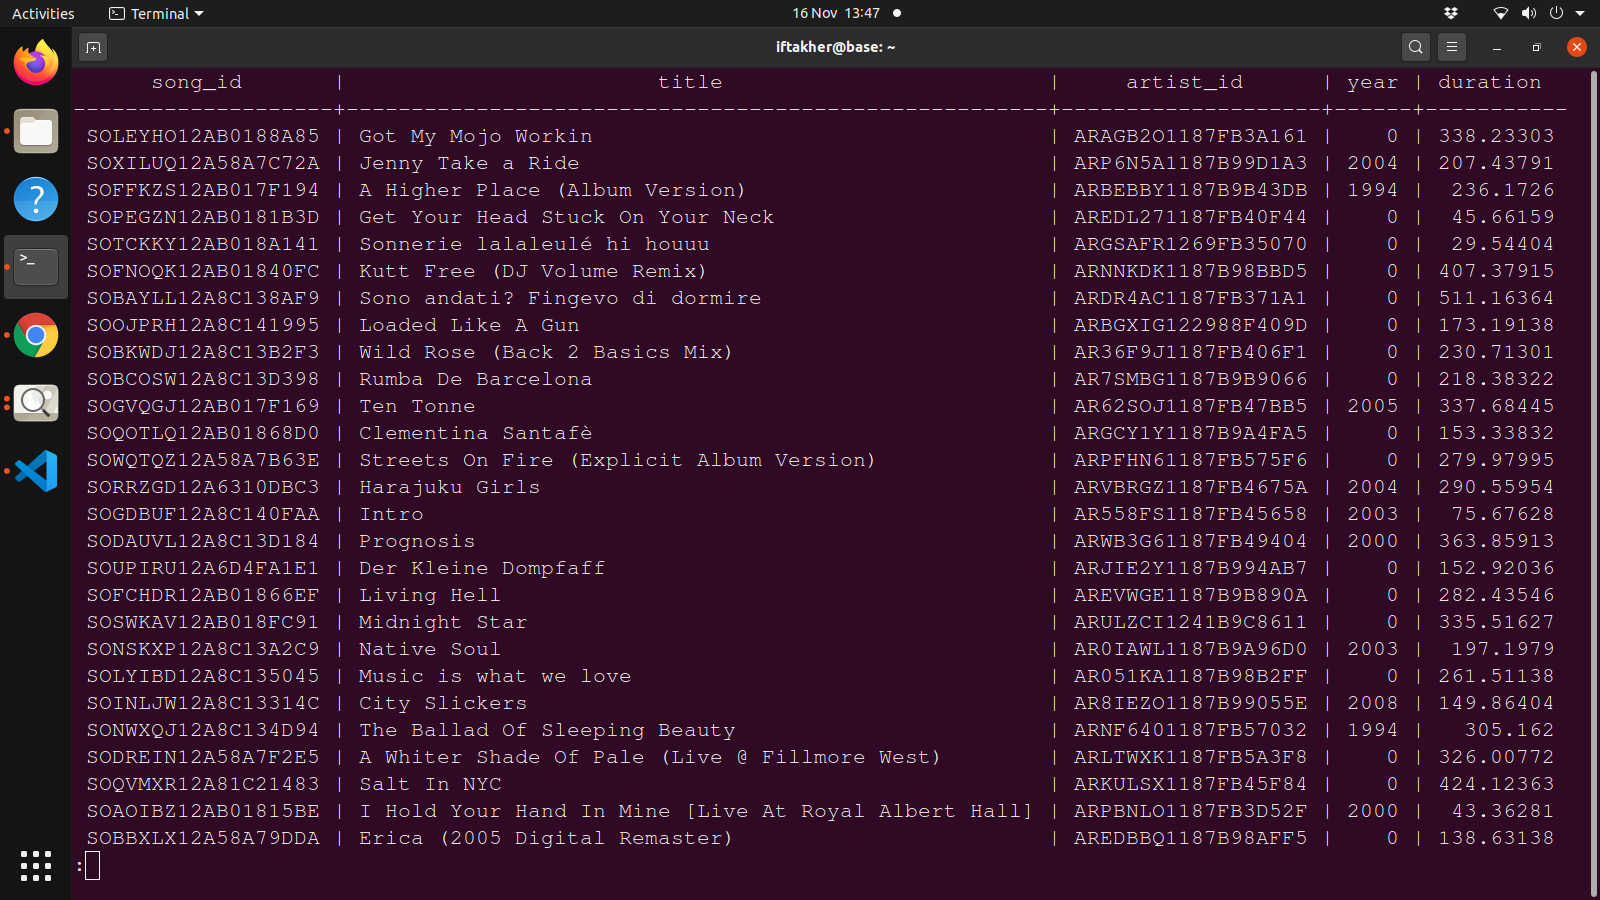 Activities Terminal 16 Nov 13:47
iftakher@base: ~
song_id | title | artist_id | year | duration
--------------------+------------------------------------------------------+--------------------+------+-----------
SOLEYHO12AB0188A85 | Got My Mojo Workin | ARAGB2O1187FB3A161 | 0 | 338.23303
SOXILUQ12A58A7C72A | Jenny Take a Ride | ARP6N5A1187B99D1A3 | 2004 | 207.43791
SOFFKZS12AB017F194 | A Higher Place (Album Version) | ARBEBBY1187B9B43DB | 1994 | 236.1726
SOPEGZN12AB0181B3D | Get Your Head Stuck On Your Neck | AREDL271187FB40F44 | 0 | 45.66159
SOTCKKY12AB018A141 | Sonnerie lalaleulé hi houuu | ARGSAFR1269FB35070 | 0 | 29.54404
SOFNOQK12AB01840FC | Kutt Free (DJ Volume Remix) | ARNNKDK1187B98BBD5 | 0 | 407.37915
SOBAYLL12A8C138AF9 | Sono andati? Fingevo di dormire | ARDR4AC1187FB371A1 | 0 | 511.16364
SOOJPRH12A8C141995 | Loaded Like A Gun | ARBGXIG122988F409D | 0 | 173.19138
SOBKWDJ12A8C13B2F3 | Wild Rose (Back 2 Basics Mix) | AR36F9J1187FB406F1 | 0 | 230.71301
SOBCOSW12A8C13D398 | Rumba De Barcelona | AR7SMBG1187B9B9066 | 0 | 218.38322
SOGVQGJ12AB017F169 | Ten Tonne | AR62SOJ1187FB47BB5 | 2005 | 337.68445
SOQOTLQ12AB01868D0 | Clementina Santafè | ARGCY1Y1187B9A4FA5 | 0 | 153.33832
SOWQTQZ12A58A7B63E | Streets On Fire (Explicit Album Version) | ARPFHN61187FB575F6 | 0 | 279.97995
SORRZGD12A6310DBC3 | Harajuku Girls | ARVBRGZ1187FB4675A | 2004 | 290.55954
SOGDBUF12A8C140FAA | Intro | AR558FS1187FB45658 | 2003 | 75.67628
SODAUVL12A8C13D184 | Prognosis | ARWB3G61187FB49404 | 2000 | 363.85913
SOUPIRU12A6D4FA1E1 | Der Kleine Dompfaff | ARJIE2Y1187B994AB7 | 0 | 152.92036
SOFCHDR12AB01866EF | Living Hell | AREVWGE1187B9B890A | 0 | 282.43546
SOSWKAV12AB018FC91 | Midnight Star | ARULZCI1241B9C8611 | 0 | 335.51627
SONSKXP12A8C13A2C9 | Native Soul | AR0IAWL1187B9A96D0 | 2003 | 197.1979
SOLYIBD12A8C135045 | Music is what we love | AR051KA1187B98B2FF | 0 | 261.51138
SOINLJW12A8C13314C | City Slickers | AR8IEZO1187B99055E | 2008 | 149.86404
SONWXQJ12A8C134D94 | The Ballad Of Sleeping Beauty | ARNF6401187FB57032 | 1994 | 305.162
SODREIN12A58A7F2E5 | A Whiter Shade Of Pale (Live @ Fillmore West) | ARLTWXK1187FB5A3F8 | 0 | 326.00772
SOQVMXR12A81C21483 | Salt In NYC | ARKULSX1187FB45F84 | 0 | 424.12363
SOAOIBZ12AB01815BE | I Hold Your Hand In Mine [Live At Royal Albert Hall] | ARPBNLO1187FB3D52F | 2000 | 43.36281
SOBBXLX12A58A79DDA | Erica (2005 Digital Remaster) | AREDBBQ1187B98AFF5 | 0 | 138.63138
: